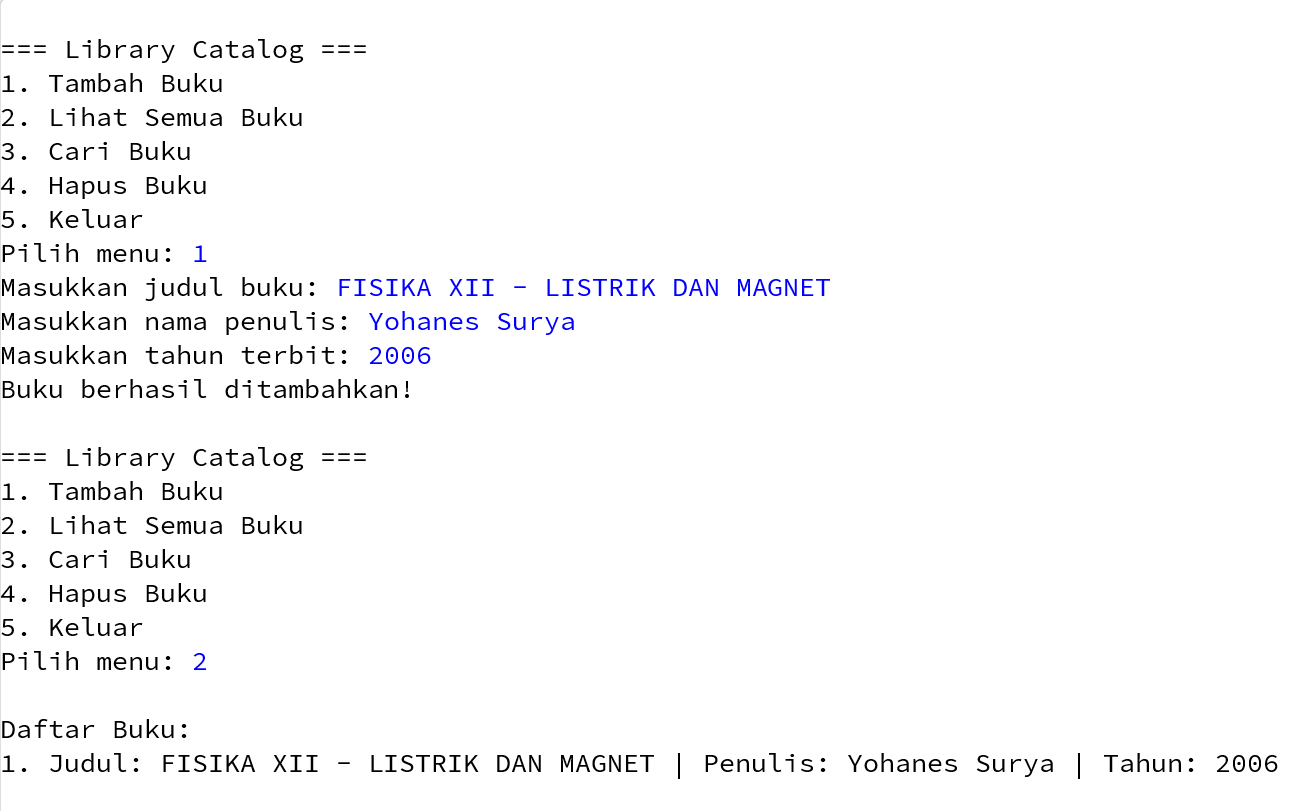 === Library Catalog ===
1. Tambah Buku
2. Lihat Semua Buku
3. Cari Buku
4. Hapus Buku
5. Keluar
Pilih menu: 1
Masukkan judul buku: FISIKA XII - LISTRIK DAN MAGNET
Masukkan nama penulis: Yohanes Surya
Masukkan tahun terbit: 2006
Buku berhasil ditambahkan!
=== Library Catalog ===
1. Tambah Buku
2. Lihat Semua Buku
3. Cari Buku
4. Hapus Buku
5. Keluar
Pilih menu: 2
Daftar Buku:
1. Judul: FISIKA XII - LISTRIK DAN MAGNET | Penulis: Yohanes Surya | Tahun: 2006